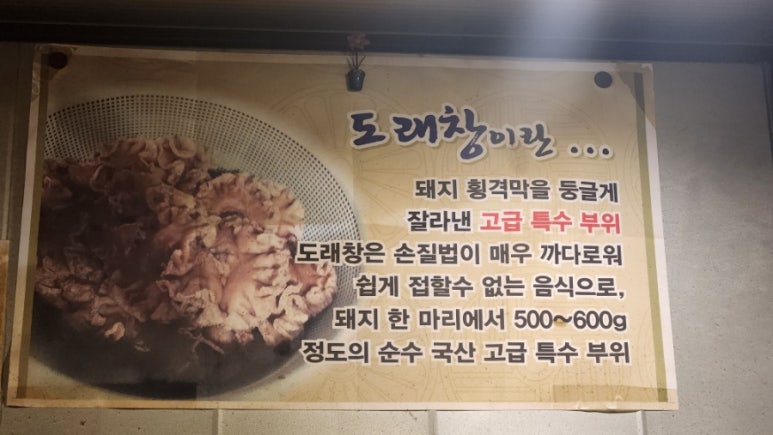 도래창이란 ...
돼지 횡격막을 둥글게
잘라낸 고급 특수 부위
도래창은 손질법이 매우 까다로워
쉽게 접할수 없는 음식으로,
돼지 한 마리에서 500~600g
정도의 순수 국산 고급 특수 부위